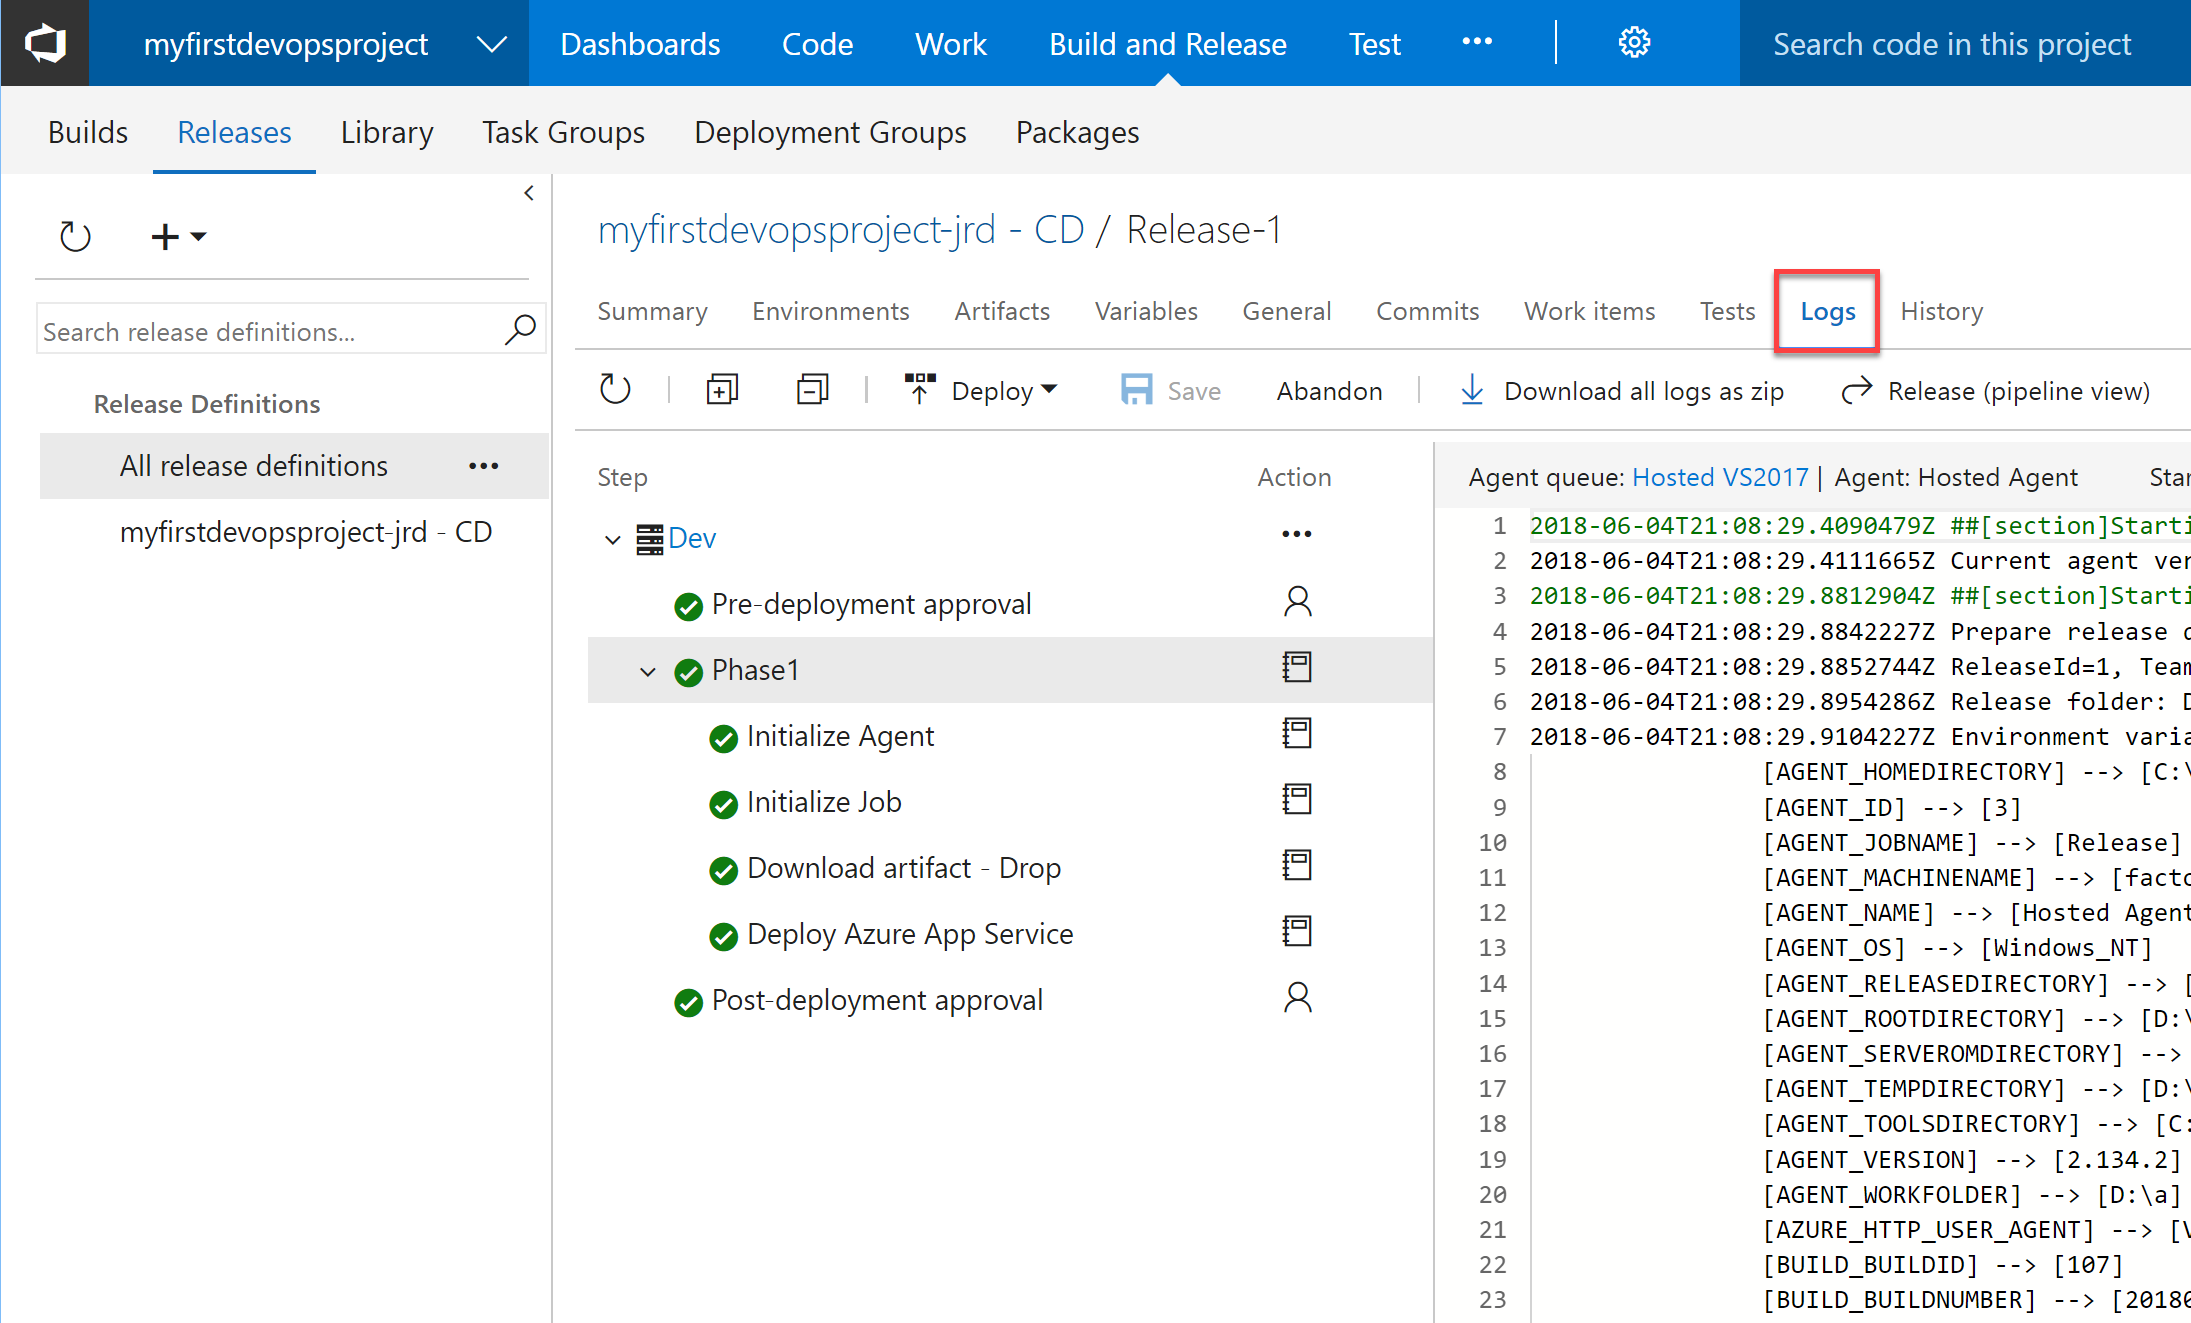 myfirstdevopsproject Dashboards Code Work Build and Release Test ••• Search code in this project
Builds Releases Library Task Groups Deployment Groups Packages
myfirstdevopsproject-jrd - CD / Release-1
Summary Environments Artifacts Variables General Commits Work items Tests Logs History
Search release definitions...
Deploy Save Abandon Download all logs as zip Release (pipeline view)
Release Definitions
All release definitions •••
myfirstdevopsproject-jrd - CD
Step Action
Dev •••
Pre-deployment approval
Phase1
Initialize Agent
Initialize Job
Download artifact - Drop
Deploy Azure App Service
Post-deployment approval
Agent queue: Hosted VS2017 | Agent: Hosted Agent
1 2018-06-04T21:08:29.4090479Z ##[section]Starti
2 2018-06-04T21:08:29.4111665Z Current agent ver
3 2018-06-04T21:08:29.8812904Z ##[section]Starti
4 2018-06-04T21:08:29.8842227Z Prepare release
5 2018-06-04T21:08:29.8852744Z ReleaseId=1, Team
6 2018-06-04T21:08:29.8954286Z Release folder: D
7 2018-06-04T21:08:29.9104227Z Environment varia
8 [AGENT_HOMEDIRECTORY] --> [C:\
9 [AGENT_ID] --> [3]
10 [AGENT_JOBNAME] --> [Release]
11 [AGENT_MACHINENAME] --> [facto
12 [AGENT_NAME] --> [Hosted Agent
13 [AGENT_OS] --> [Windows_NT]
14 [AGENT_RELEASEDIRECTORY] --> [
15 [AGENT_ROOTDIRECTORY] --> [D:\
16 [AGENT_SERVEROMDIRECTORY] -->
17 [AGENT_TEMPDIRECTORY] --> [D:\
18 [AGENT_TOOLSDIRECTORY] --> [C:
19 [AGENT_VERSION] --> [2.134.2]
20 [AGENT_WORKFOLDER] --> [D:\a]
21 [AZURE_HTTP_USER_AGENT] --> [V
22 [BUILD_BUILDID] --> [107]
23 [BUILD_BUILDNUMBER] --> [20180